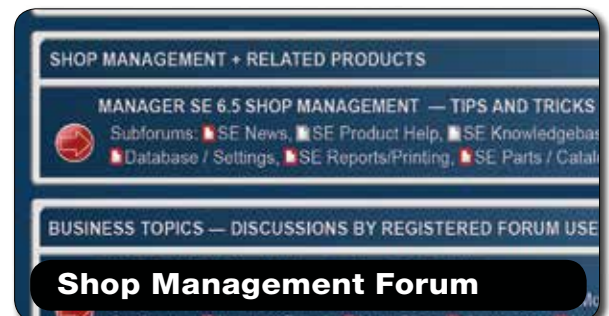 SHOP MANAGEMENT + RELATED PRODUCTS
MANAGER SE 6.5 SHOP MANAGEMENT — TIPS AND TRICKS
Subforums: SE News, SE Product Help, SE Knowledgebas
Database / Settings, SE Reports/Printing, SE Parts / Catal
BUSINESS TOPICS — DISCUSSIONS BY REGISTERED FORUM USE
Shop Management Forum